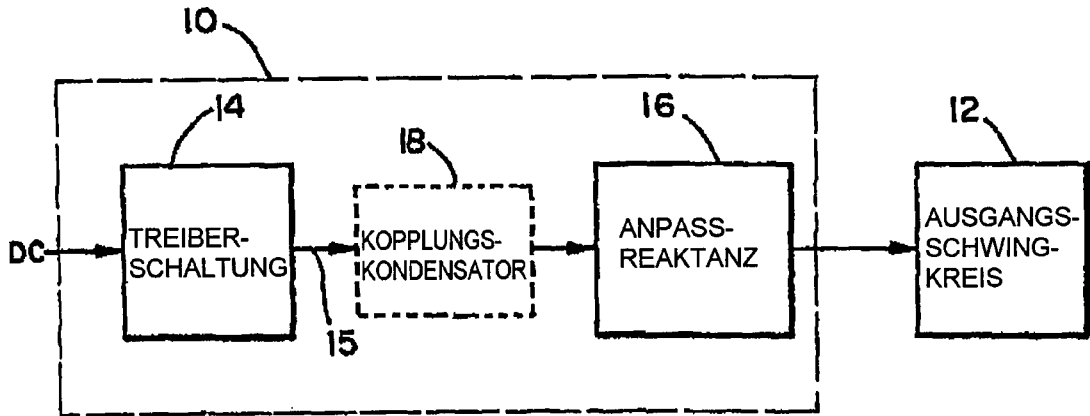 10
14
16
12
18
DC
TREIBER-
SCHALTUNG
15
KOPPLUNGS-
KONDENSATOR
ANPASS-
REAKTANZ
AUSGANGS-
SCHWING-
KREIS